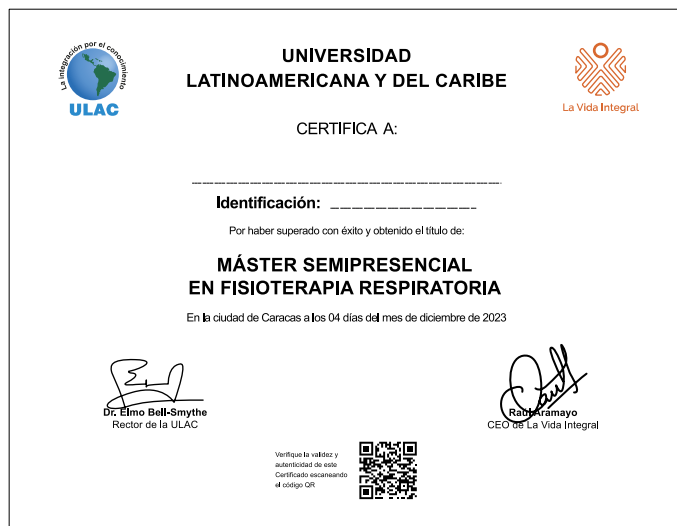 La integración por el conocimiento
ULAC
UNIVERSIDAD
LATINOAMERICANA Y DEL CARIBE
La Vida Integral
CERTIFICA A:
Identificación:
Por haber superado con éxito y obtenido el título de:
MÁSTER SEMIPRESENCIAL
EN FISIOTERAPIA RESPIRATORIA
En la ciudad de Caracas a los 04 días del mes de diciembre de 2023
Dr. Elmo Bell-Smythe
Rector de la ULAC
Raúl Aramayo
CEO de La Vida Integral
Verifique la validez y
autenticidad de este
Certificado escaneando
el código QR